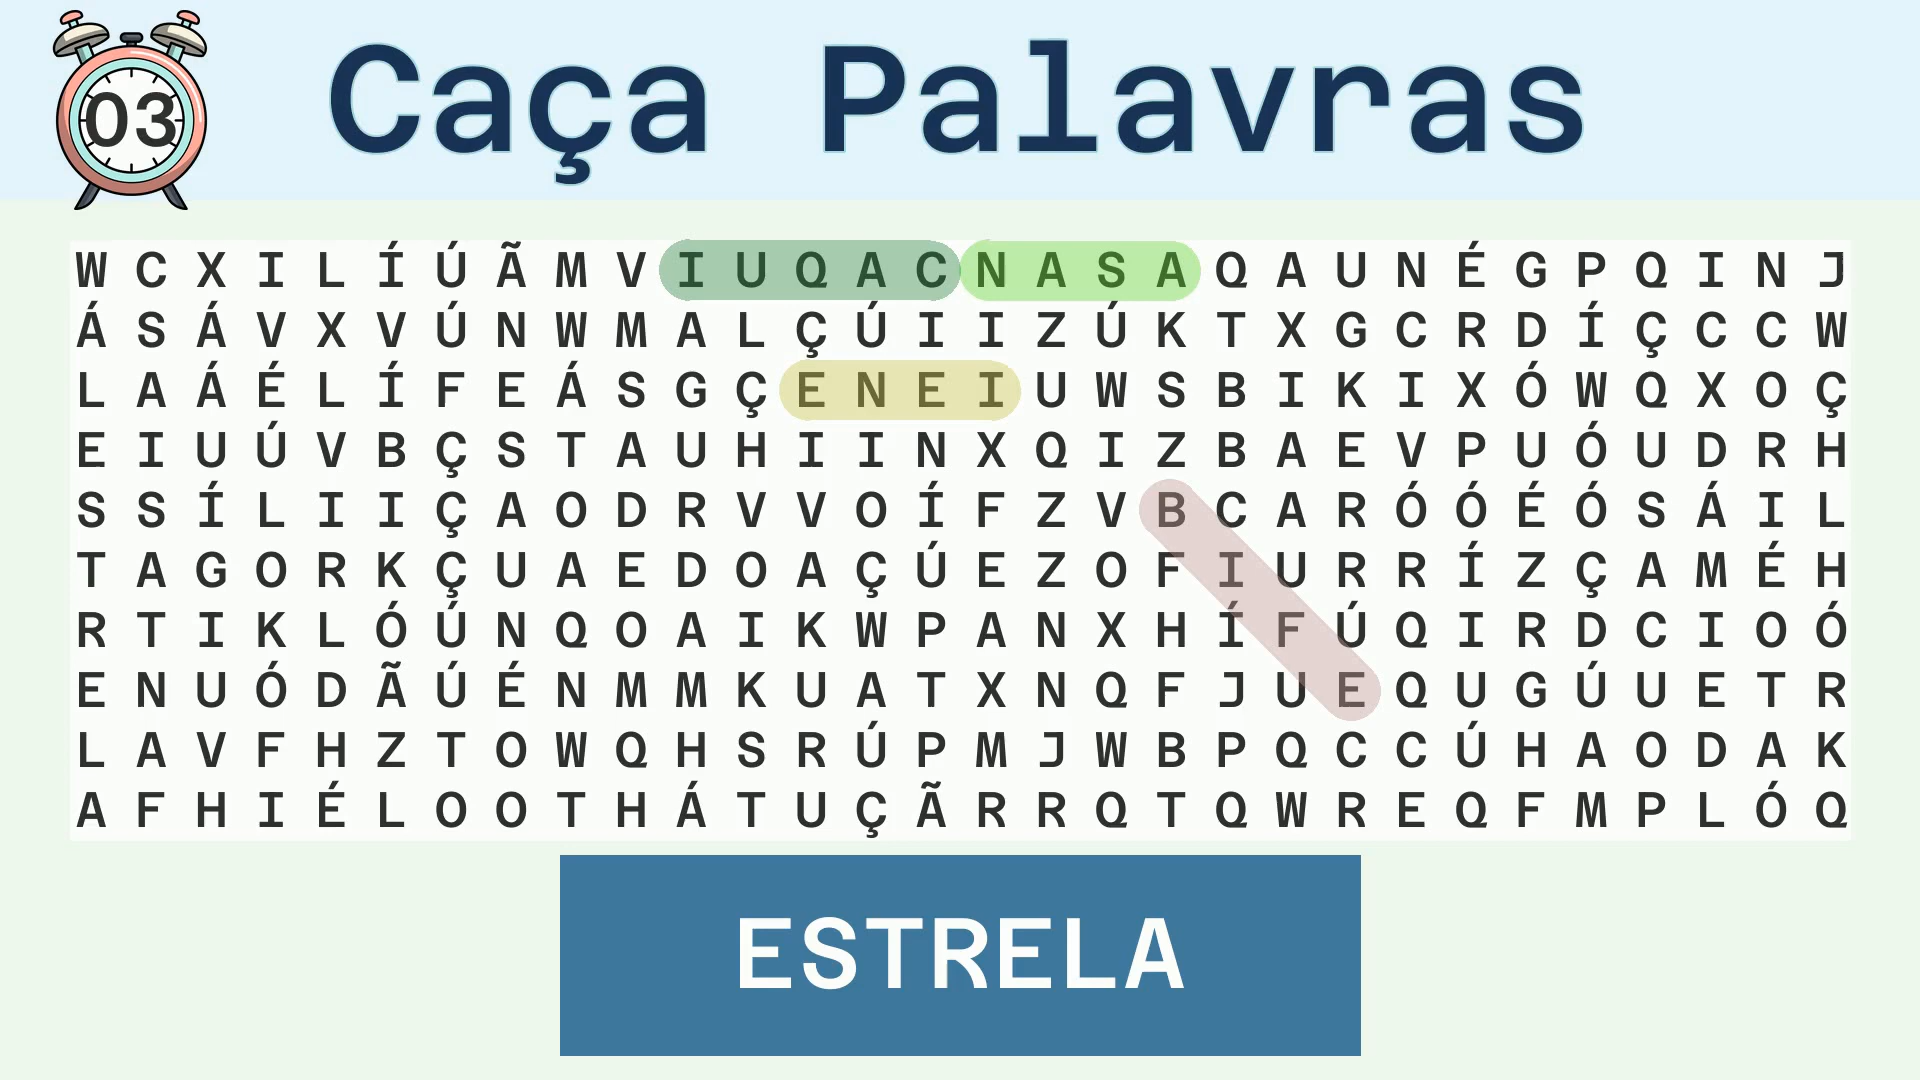 03
Caça Palavras
W C X I L Í Ú Ã M V I U Q A C N A S A Q A U N É G P Q I N J
Á S Á V X V Ú N W M A L Ç Ú I I Z Ú K T X G C R D Í Ç C C W
L A Á É L Í F E Á S G Ç E N E I U W S B I K I X Ó W Q X O Ç
E I U Ú V B Ç S T A U H I I N X Q I Z B A E V P U Ó U D R H
S S Í L I I Ç A O D R V V O Í F Z V B C A R Ó Ó É Ó S Á I L
T A G O R K Ç U A E D O A Ç Ú E Z O F I U R R Í Z Ç A M É H
R T I K L Ó Ú N Q O A I K W P A N X H Í F Ú Q I R D C I O Ó
E N U Ó D Ã Ú É N M M K U A T X N Q F J U E Q U G Ú U E T R
L A V F H Z T O W Q H S R Ú P M J W B P Q C C Ú H A O D A K
A F H I É L O O T H Á T U Ç Ã R R Q T Q W R E Q F M P L Ó Q
ESTRELA